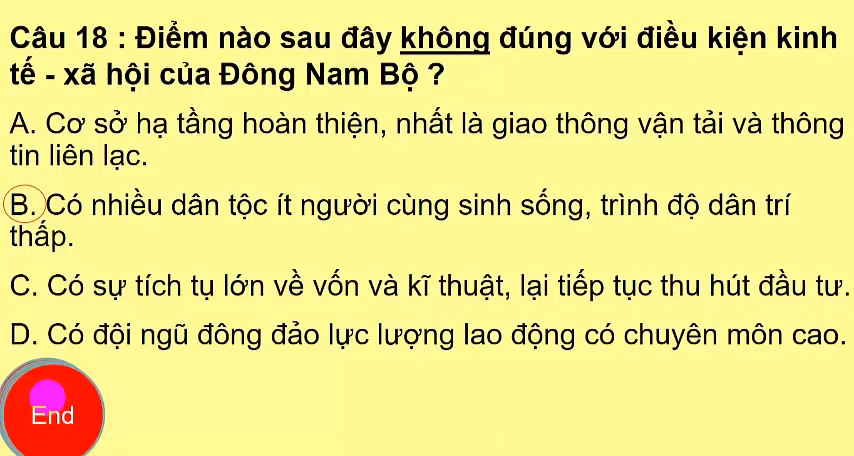 Câu 18 : Điểm nào sau đây không đúng với điều kiện kinh
tế - xã hội của Đông Nam Bộ ?
A. Cơ sở hạ tầng hoàn thiện, nhất là giao thông vận tải và thông
tin liên lạc.
B. Có nhiều dân tộc ít người cùng sinh sống, trình độ dân trí
thấp.
C. Có sự tích tụ lớn về vốn và kĩ thuật, lại tiếp tục thu hút đầu tư.
D. Có đội ngũ đông đảo lực lượng lao động có chuyên môn cao.
End